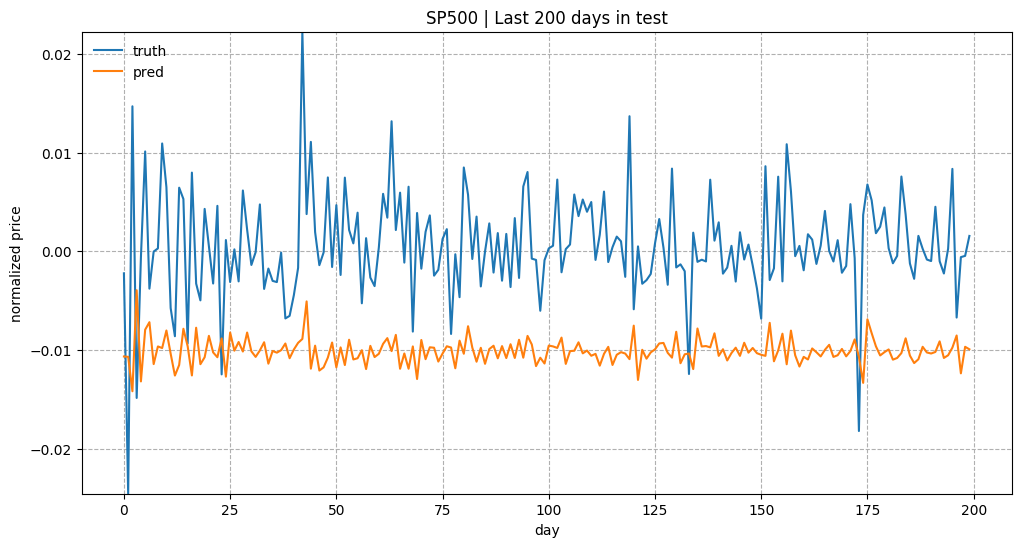 SP500 | Last 200 days in test
truth
pred
0.02
0.01
0.00
−0.01
−0.02
normalized price
0 25 50 75 100 125 150 175 200
day